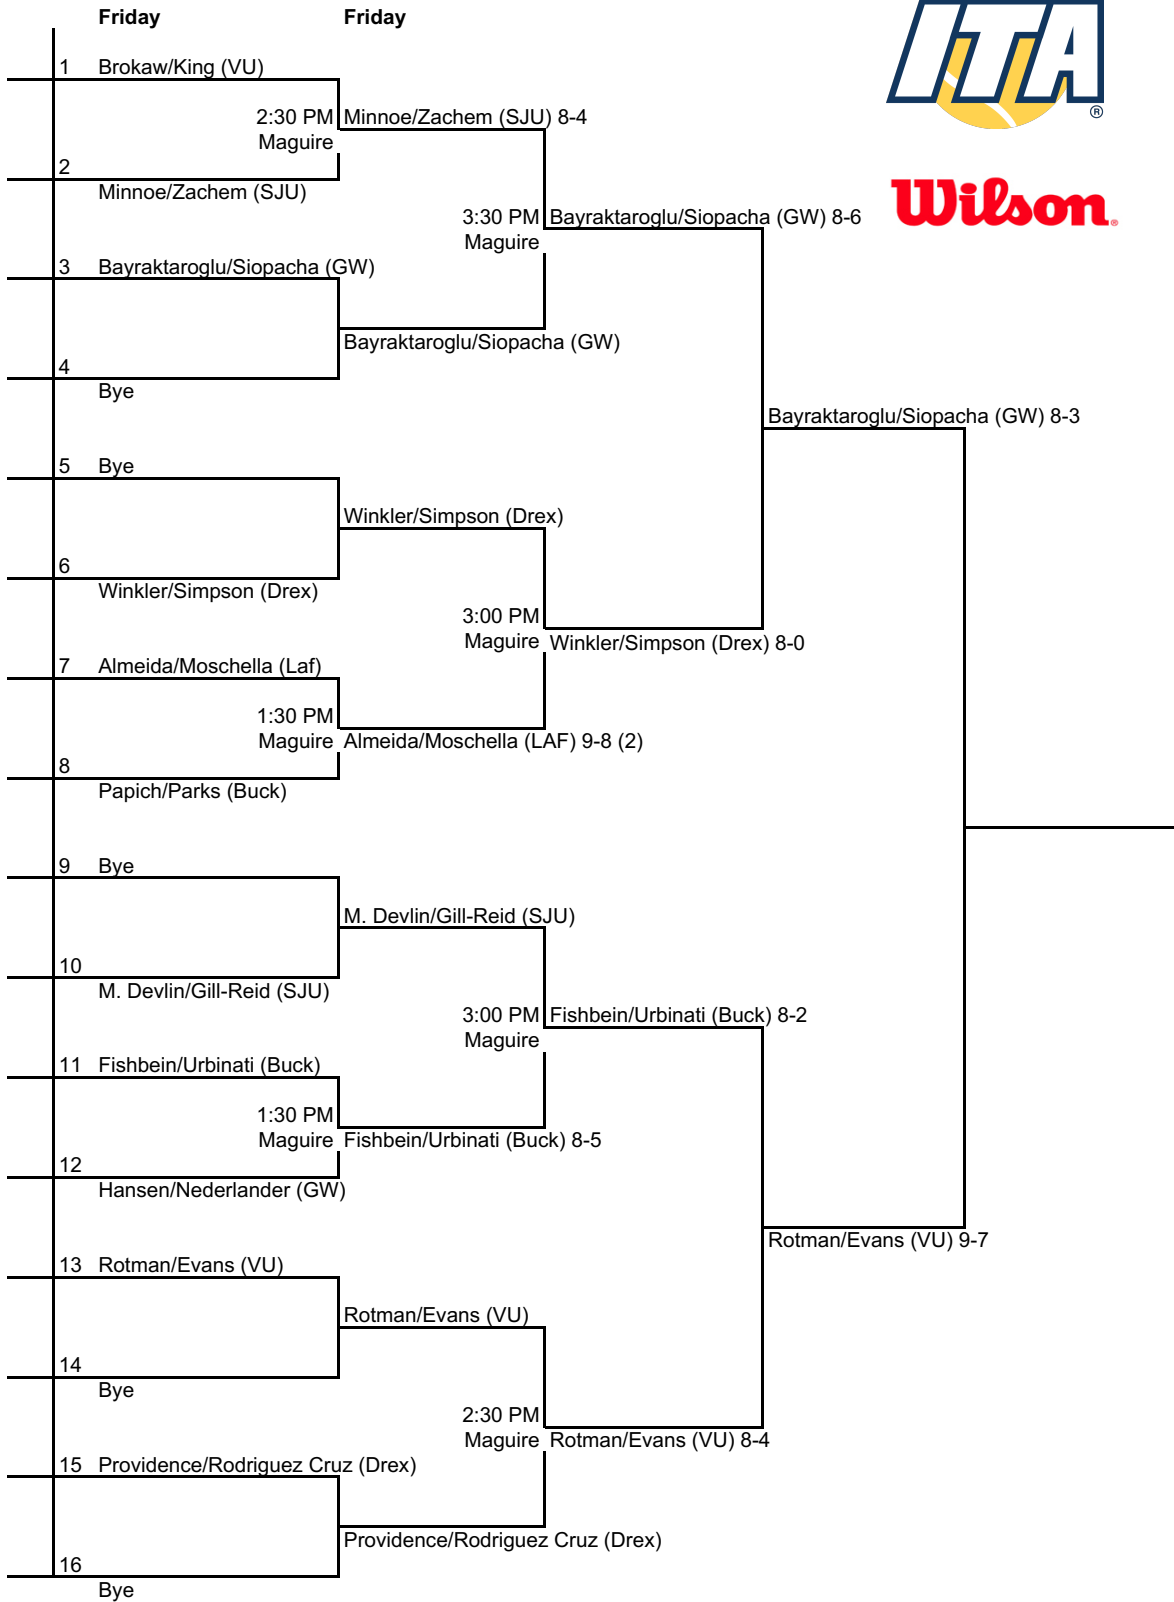 Friday Friday
ITA ®
1 Brokaw/King (VU)
2:30 PM Minnoe/Zachem (SJU) 8-4
Maguire
2
Minnoe/Zachem (SJU)
Wilson.
3:30 PM Bayraktaroglu/Siopacha (GW) 8-6
Maguire
3 Bayraktaroglu/Siopacha (GW)
Bayraktaroglu/Siopacha (GW)
4
Bye
Bayraktaroglu/Siopacha (GW) 8-3
5 Bye
Winkler/Simpson (Drex)
6
Winkler/Simpson (Drex)
3:00 PM
Maguire Winkler/Simpson (Drex) 8-0
7 Almeida/Moschella (Laf)
1:30 PM
Maguire Almeida/Moschella (LAF) 9-8 (2)
8
Papich/Parks (Buck)
9 Bye
M. Devlin/Gill-Reid (SJU)
10
M. Devlin/Gill-Reid (SJU)
3:00 PM Fishbein/Urbinati (Buck) 8-2
Maguire
11 Fishbein/Urbinati (Buck)
1:30 PM
Maguire Fishbein/Urbinati (Buck) 8-5
12
Hansen/Nederlander (GW)
Rotman/Evans (VU) 9-7
13 Rotman/Evans (VU)
Rotman/Evans (VU)
14
Bye
2:30 PM
Maguire Rotman/Evans (VU) 8-4
15 Providence/Rodriguez Cruz (Drex)
Providence/Rodriguez Cruz (Drex)
16
Bye